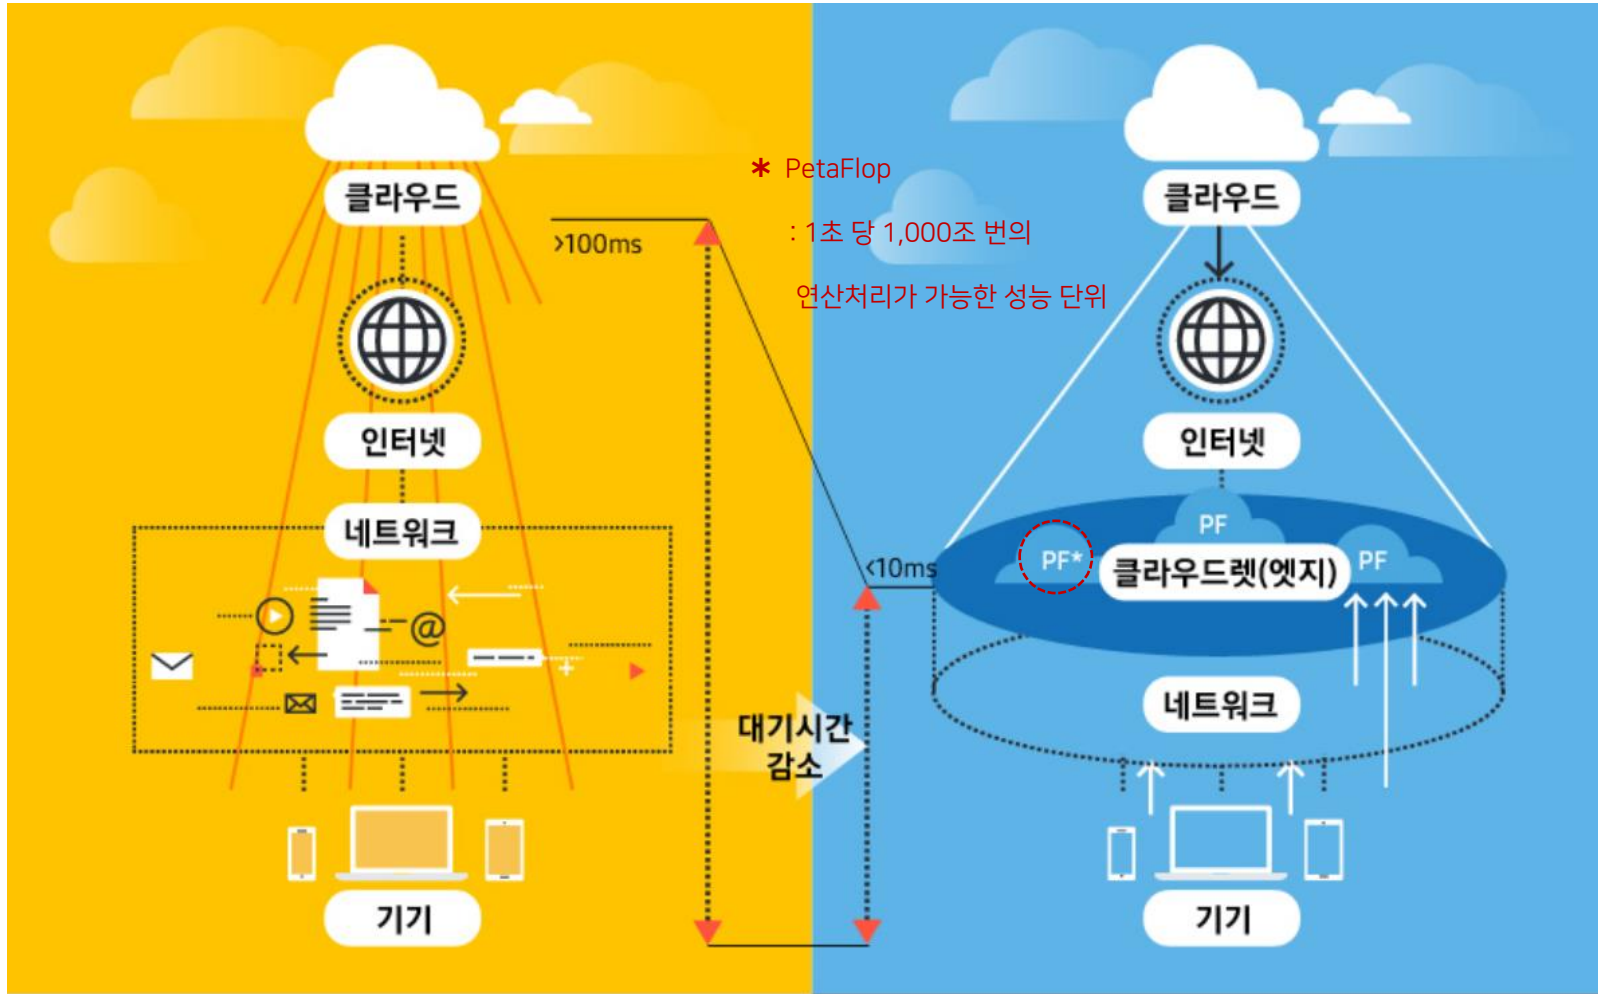 클라우드
>100ms
인터넷
네트워크
@
기기
* PetaFlop
: 1초 당 1,000조 번의
연산처리가 가능한 성능 단위
대기시간
감소
클라우드
인터넷
PF
PF*
클라우드렛(엣지)
PF
<10ms
네트워크
기기